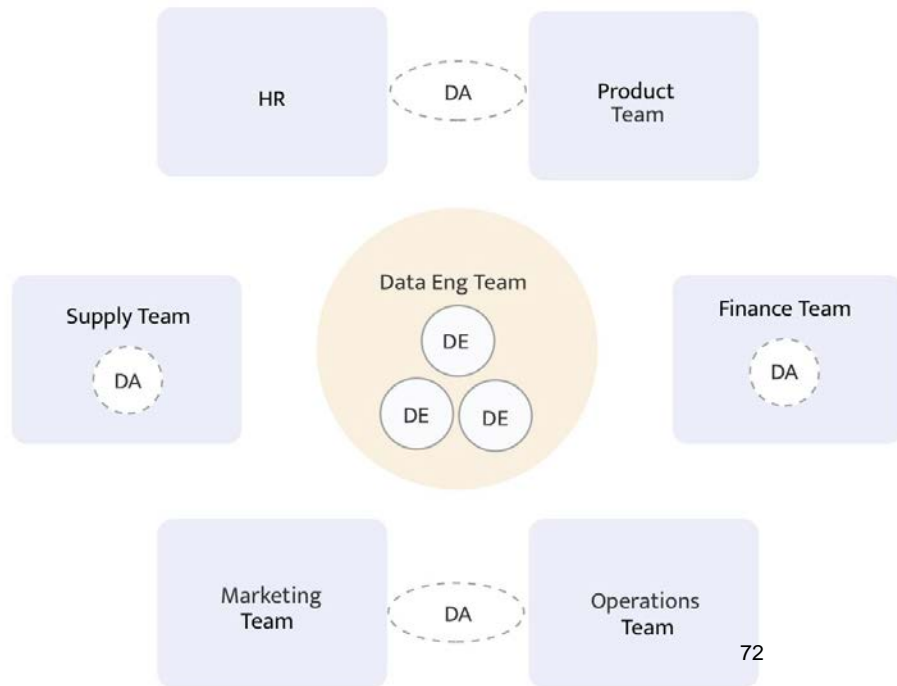 HR
DA
Product
Team
Data Eng Team
DE
DE
DE
Supply Team
DA
Finance Team
DA
Marketing
Team
DA
Operations
Team
72